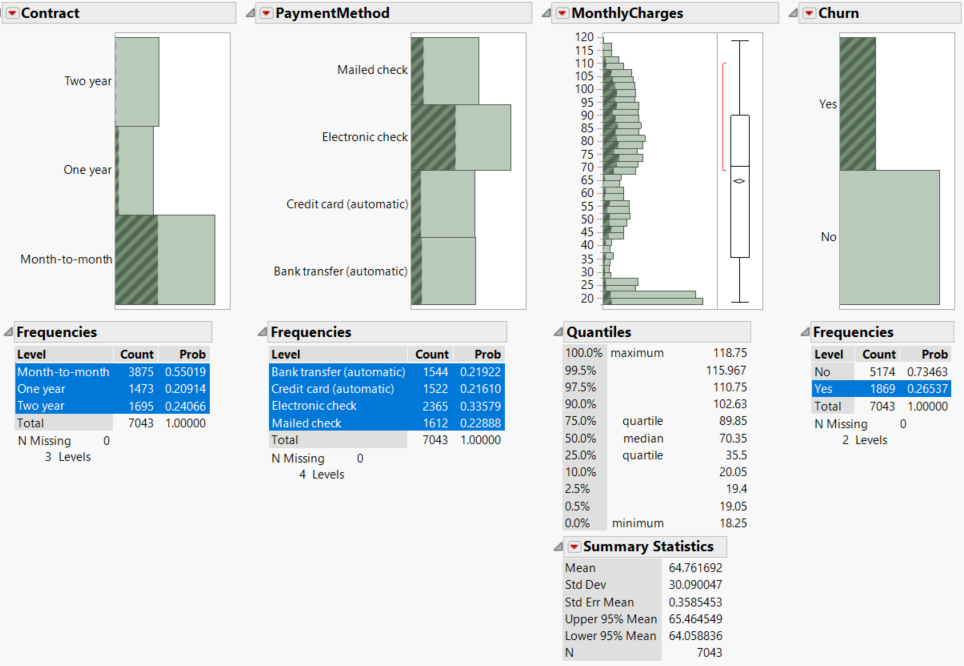 Contract
Two year
One year
Month-to-month
Frequencies
Level Count Prob
Month-to-month 3875 0.55019
One year 1473 0.20914
Two year 1695 0.24066
Total 7043 1.00000
N Missing 0
3 Levels
PaymentMethod
Mailed check
Electronic check
Credit card (automatic)
Bank transfer (automatic)
Frequencies
Level Count Prob
Bank transfer (automatic) 1544 0.21922
Credit card (automatic) 1522 0.21610
Electronic check 2365 0.33579
Mailed check 1612 0.22888
Total 7043 1.00000
N Missing 0
4 Levels
MonthlyCharges
120
115
110
105
100
95
90
85
80
75
70
65
60
55
50
45
40
35
30
25
20
Quantiles
100.0% maximum 118.75
99.5% 115.967
97.5% 110.75
90.0% 102.63
75.0% quartile 89.85
50.0% median 70.35
25.0% quartile 35.5
10.0% 20.05
2.5% 19.4
0.5% 19.05
0.0% minimum 18.25
Summary Statistics
Mean 64.761692
Std Dev 30.090047
Std Err Mean 0.3585453
Upper 95% Mean 65.464549
Lower 95% Mean 64.058836
N 7043
Churn
Yes
No
Frequencies
Level Count Prob
No 5174 0.73463
Yes 1869 0.26537
Total 7043 1.00000
N Missing 0
2 Levels